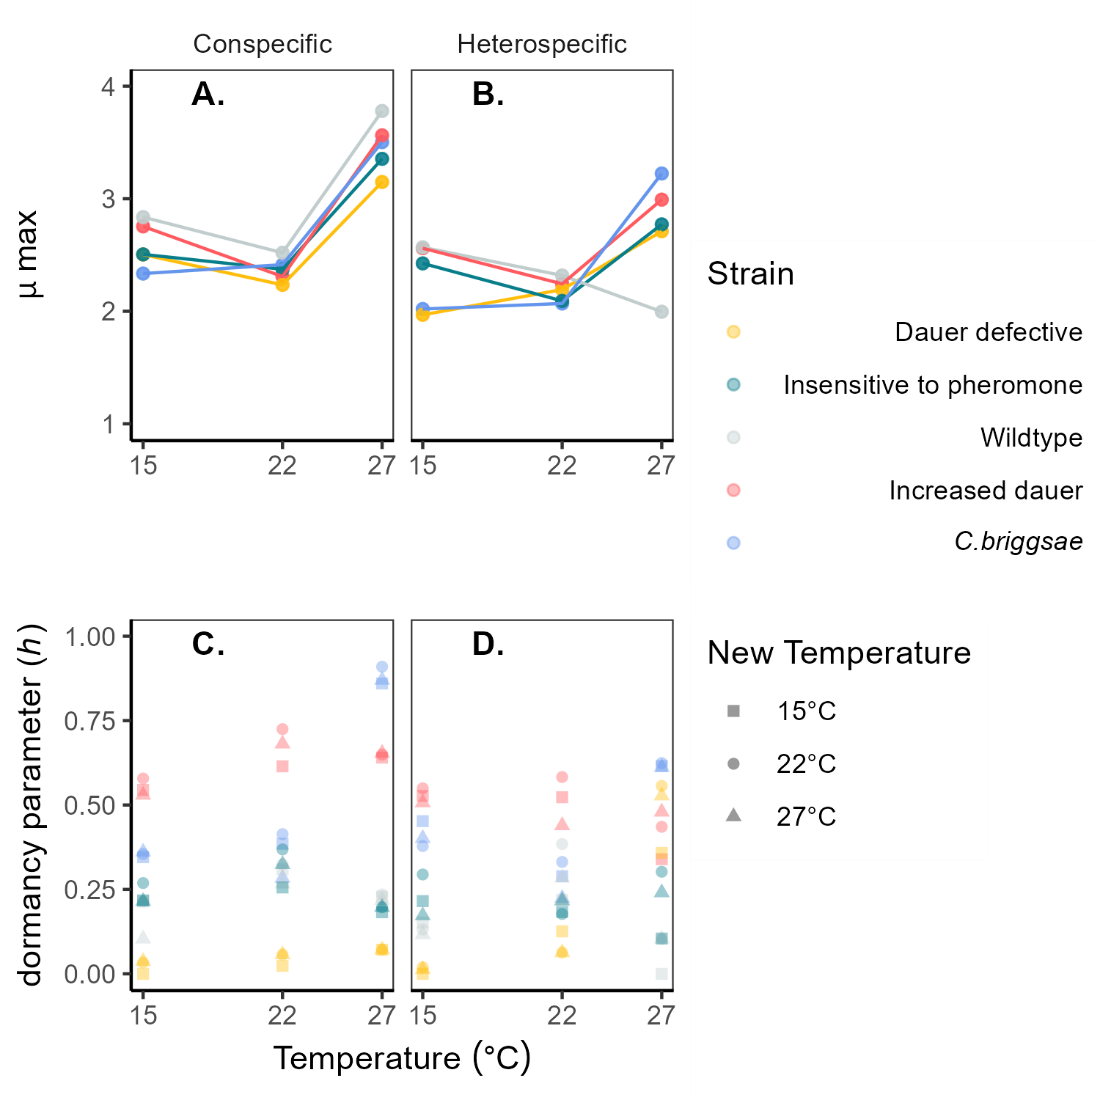 Conspecific Heterospecific
A. B.
4
3
2
1
μ max
15 22 27 15 22 27
Strain
Dauer defective
Insensitive to pheromone
Wildtype
Increased dauer
C.briggsae
C. D.
1.00
0.75
0.50
0.25
0.00
dormancy parameter (h)
15 22 27 15 22 27
Temperature (°C)
New Temperature
15°C
22°C
27°C